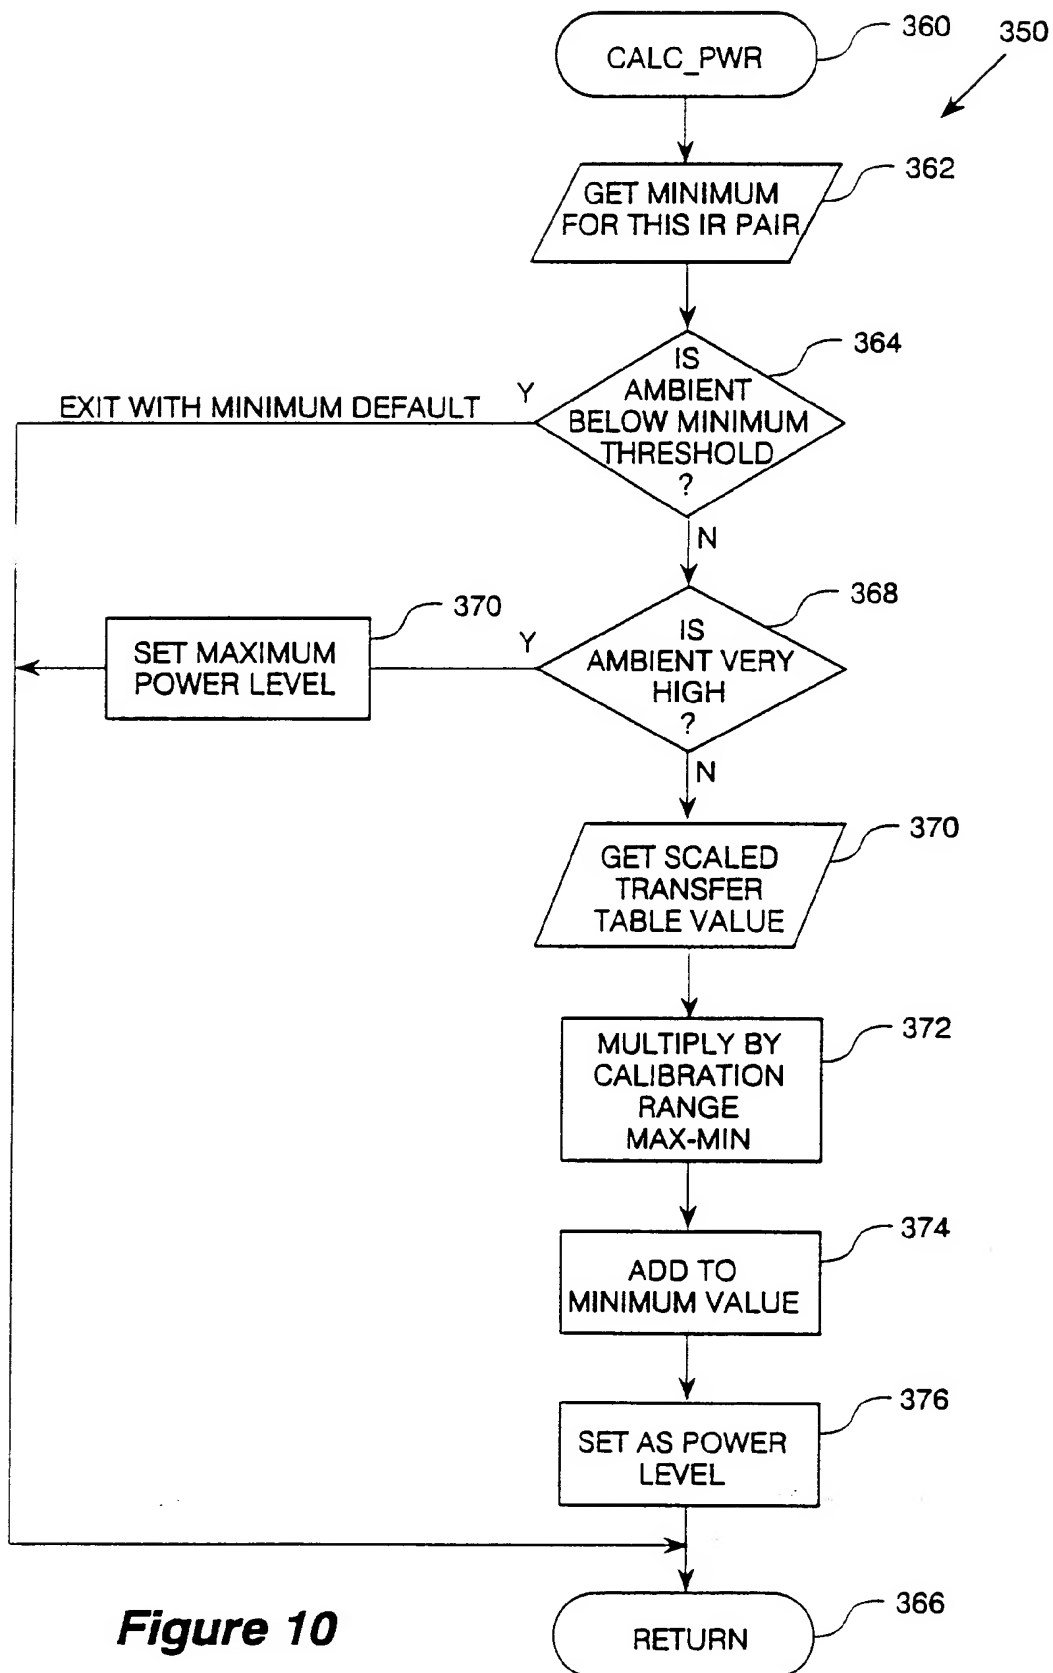 360
350
CALC_PWR
362
GET MINIMUM
FOR THIS IR PAIR
364
IS
AMBIENT
BELOW MINIMUM
THRESHOLD
?
Y
EXIT WITH MINIMUM DEFAULT
N
368
370
IS
AMBIENT VERY
HIGH
?
Y
SET MAXIMUM
POWER LEVEL
N
370
GET SCALED
TRANSFER
TABLE VALUE
372
MULTIPLY BY
CALIBRATION
RANGE
MAX-MIN
374
ADD TO
MINIMUM VALUE
376
SET AS POWER
LEVEL
366
RETURN
Figure 10